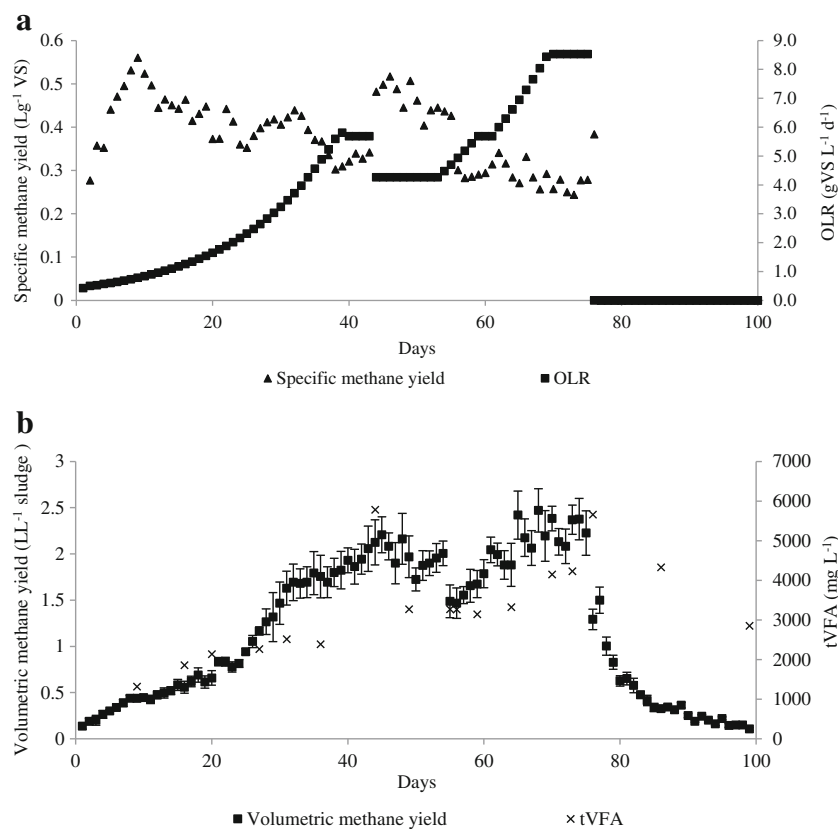 a
Specific methane yield (Lg-1 VS)
0.6
0.5
0.4
0.3
0.2
0.1
0
9.0
8.0
7.0
6.0
5.0
4.0
3.0
2.0
1.0
0.0
OLR (gVS L-1 d-1)
0 20 40 60 80 100
Days
Specific methane yield OLR
b
Volumetric methane yield (LL-1 sludge )
3
2.5
2
1.5
1
0.5
0
7000
6000
5000
4000
3000
2000
1000
0
tVFA (mg L-1)
0 20 40 60 80 100
Days
Volumetric methane yield tVFA